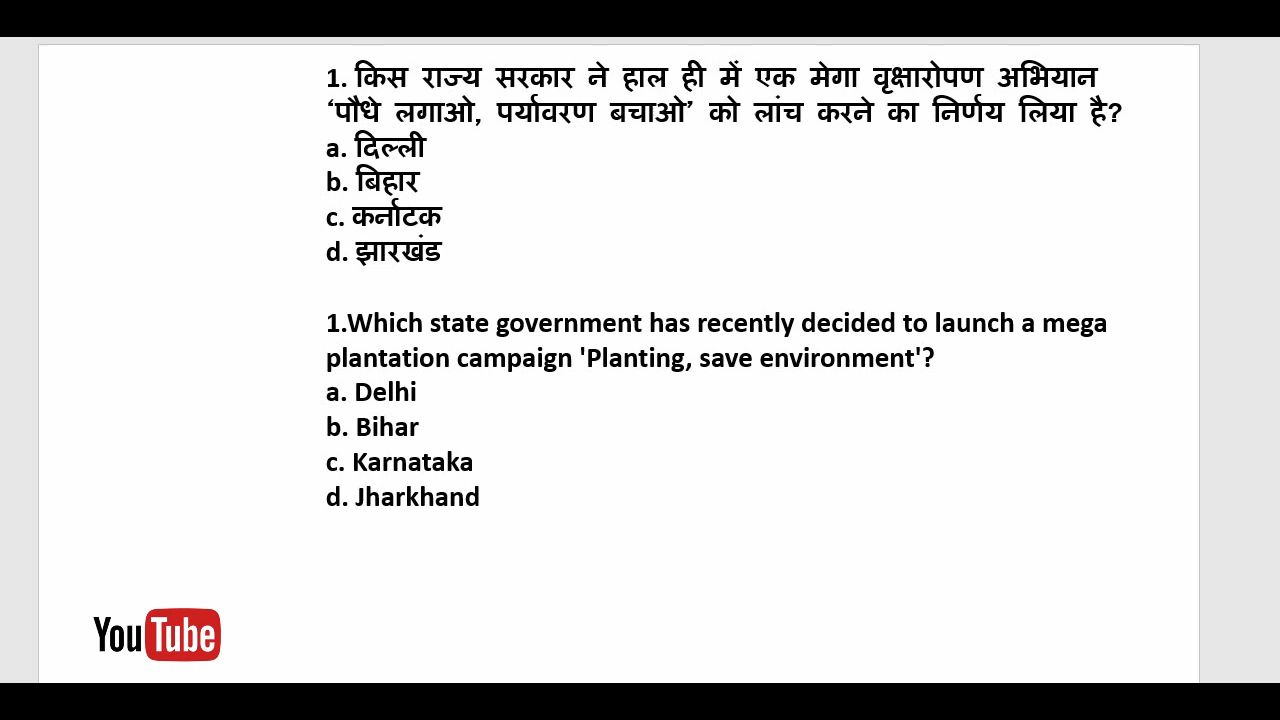 1. किस राज्य सरकार ने हाल ही में एक मेगा वृक्षारोपण अभियान
‘पौधे लगाओ, पर्यावरण बचाओ’ को लांच करने का निर्णय लिया है?
a. दिल्ली
b. बिहार
c. कर्नाटक
d. झारखंड
1.Which state government has recently decided to launch a mega
plantation campaign 'Planting, save environment'?
a. Delhi
b. Bihar
c. Karnataka
d. Jharkhand
YouTube